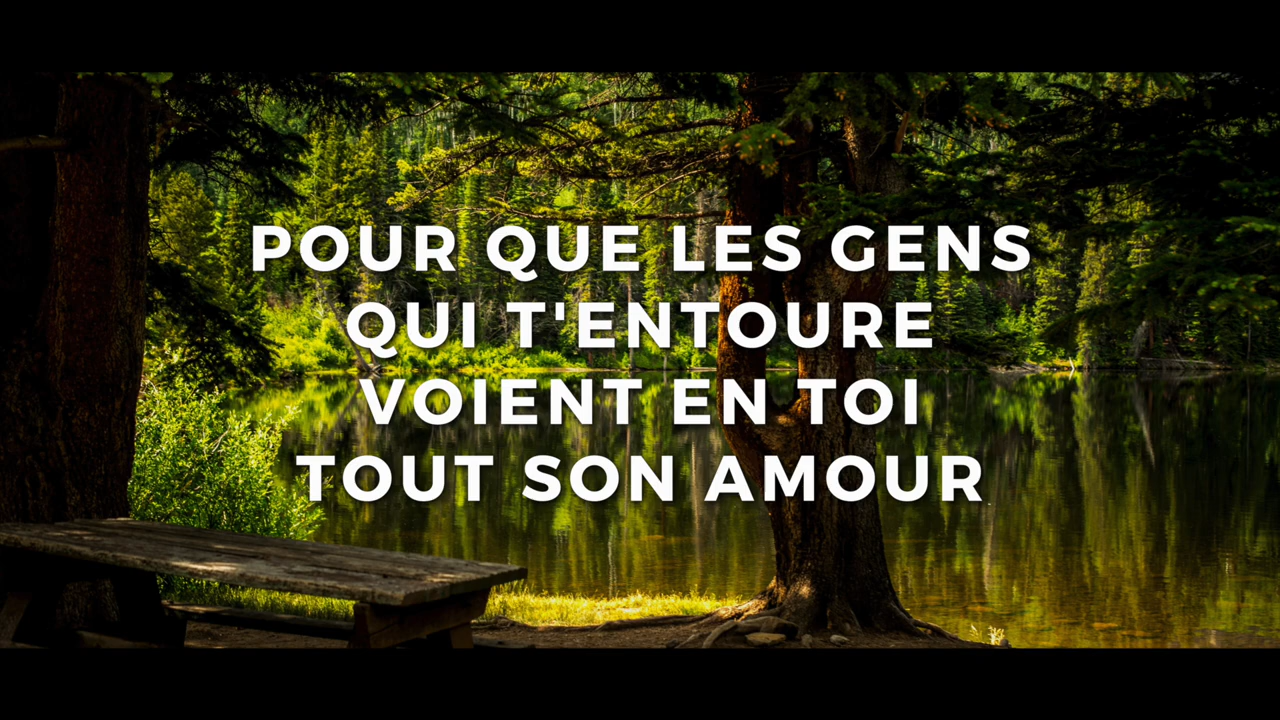 POUR QUE LES GENS
QUI T'ENTOURE
VOIENT EN TOI
TOUT SON AMOUR